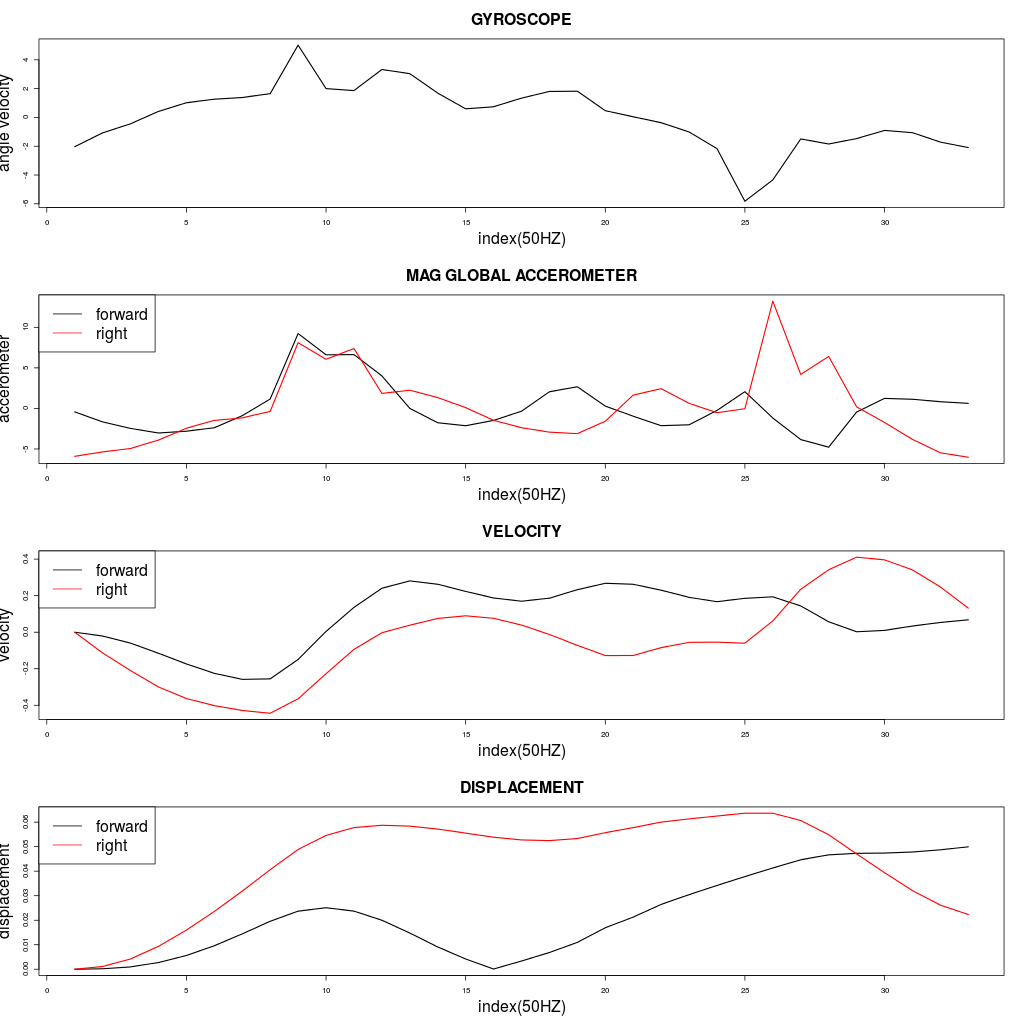 GYROSCOPE
angle velocity
4
2
0
-2
-4
-6
0 5 10 15 20 25 30
index(50HZ)
MAG GLOBAL ACCEROMETER
forward
right
accerometer
10
5
0
-5
0 5 10 15 20 25 30
index(50HZ)
VELOCITY
forward
right
velocity
0.4
0.2
0.0
-0.2
-0.4
0 5 10 15 20 25 30
index(50HZ)
DISPLACEMENT
forward
right
displacement
0.06
0.05
0.04
0.03
0.02
0.01
0.00
0 5 10 15 20 25 30
index(50HZ)